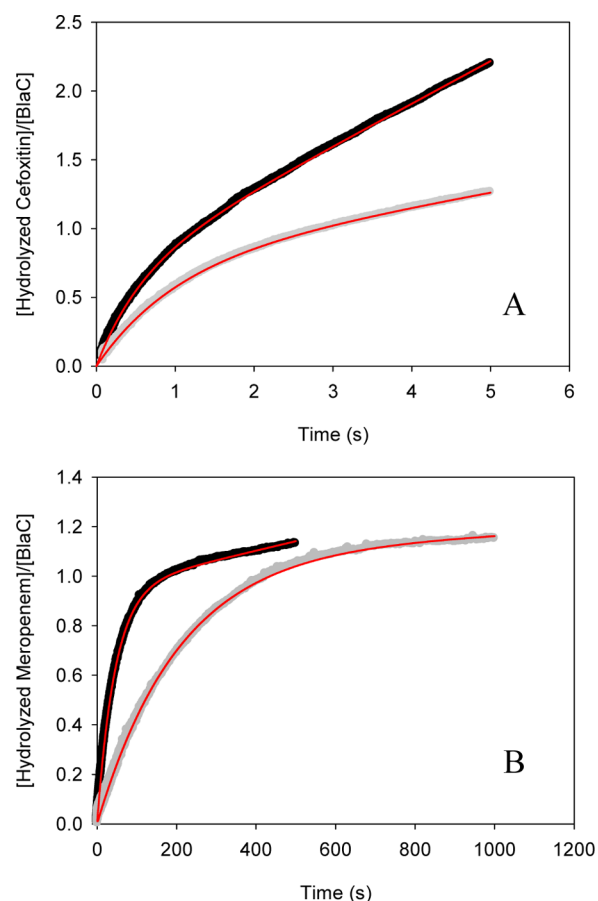 [Hydrolyzed Cefoxitin]/[BlaC]
2.5
2.0
1.5
1.0
0.5
0.0
0 1 2 3 4 5 6
Time (s)
A
[Hydrolyzed Meropenem]/[BlaC]
1.4
1.2
1.0
0.8
0.6
0.4
0.2
0.0
0 200 400 600 800 1000 1200
Time (s)
B